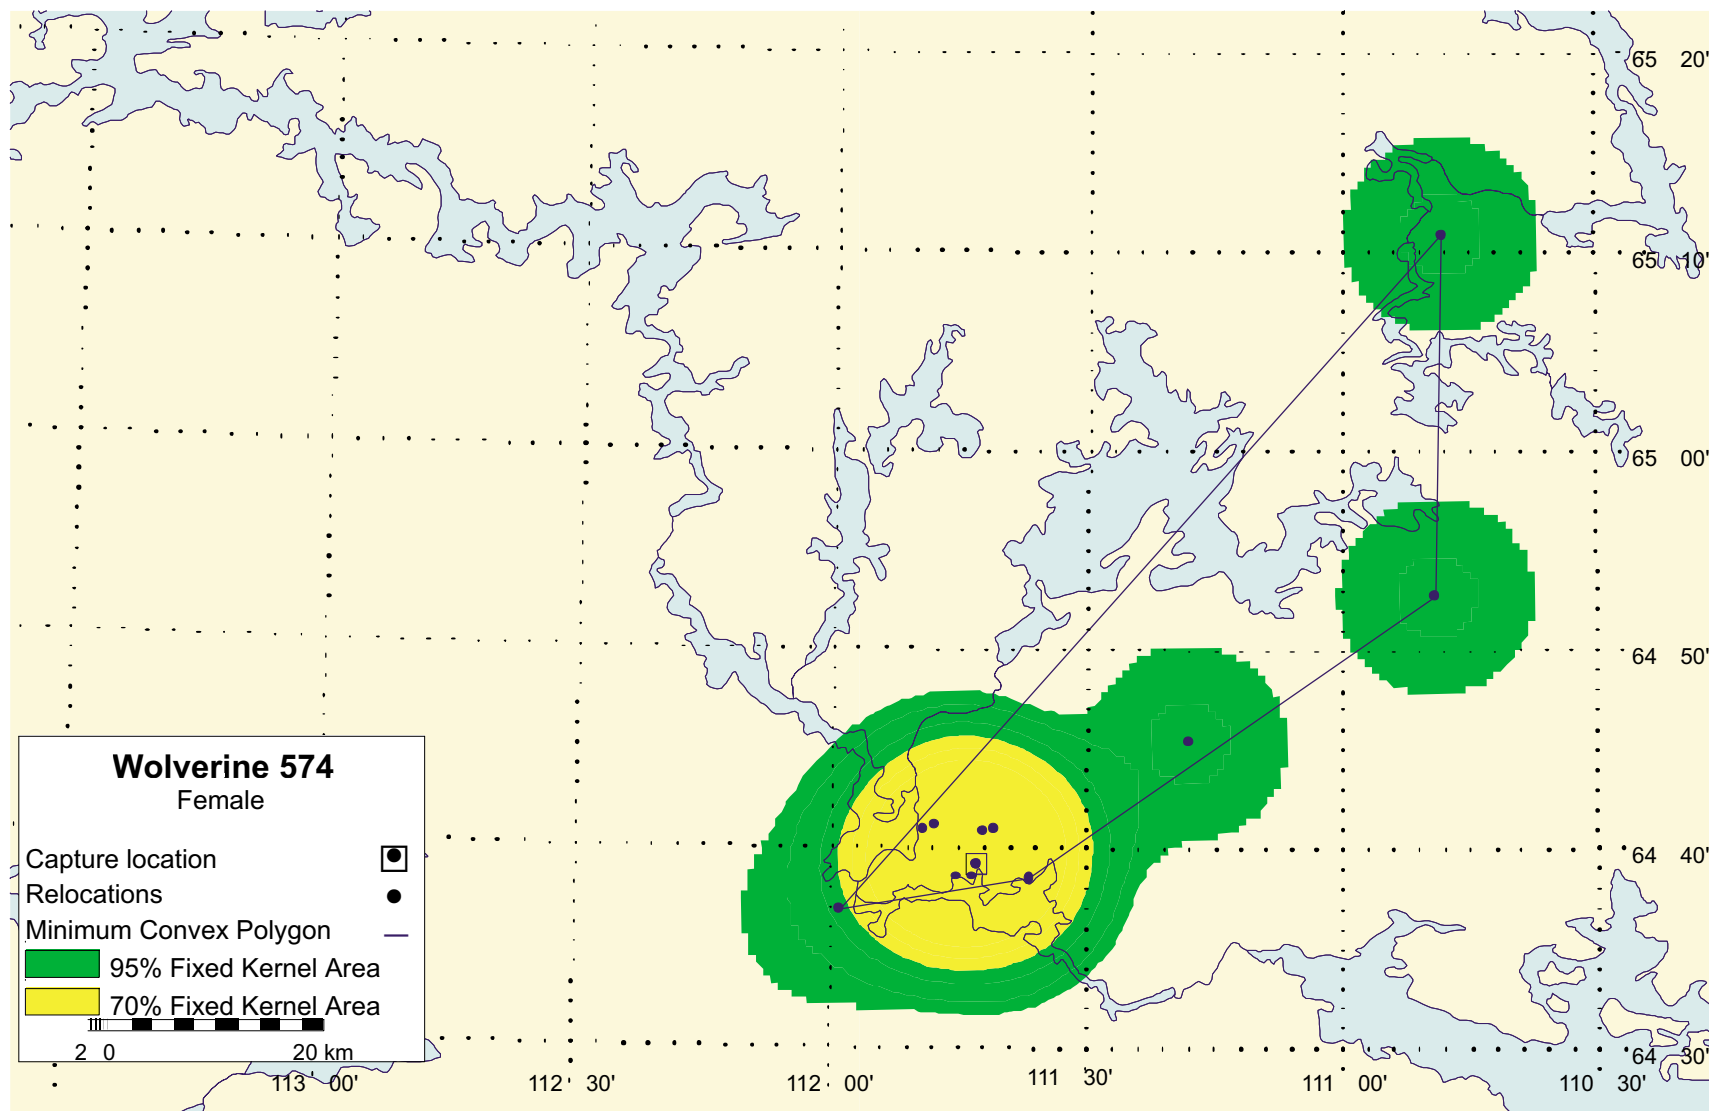 65 20'
65 10'
65 00'
64 50'
Wolverine 574
Female
Capture location
Relocations
Minimum Convex Polygon
95% Fixed Kernel Area
70% Fixed Kernel Area
2 0 20 km
64 40'
64 30'
113 00' 112 30' 112 00' 111 30' 111 00' 110 30'